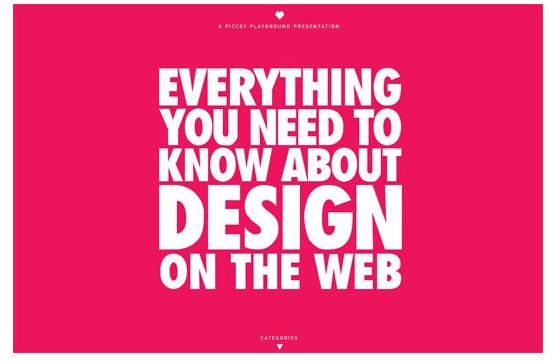 A PICCSY PLAYGROUND PRESENTATION
EVERYTHING
YOU NEED TO
KNOW ABOUT
DESIGN
ON THE WEB
CATEGORIES